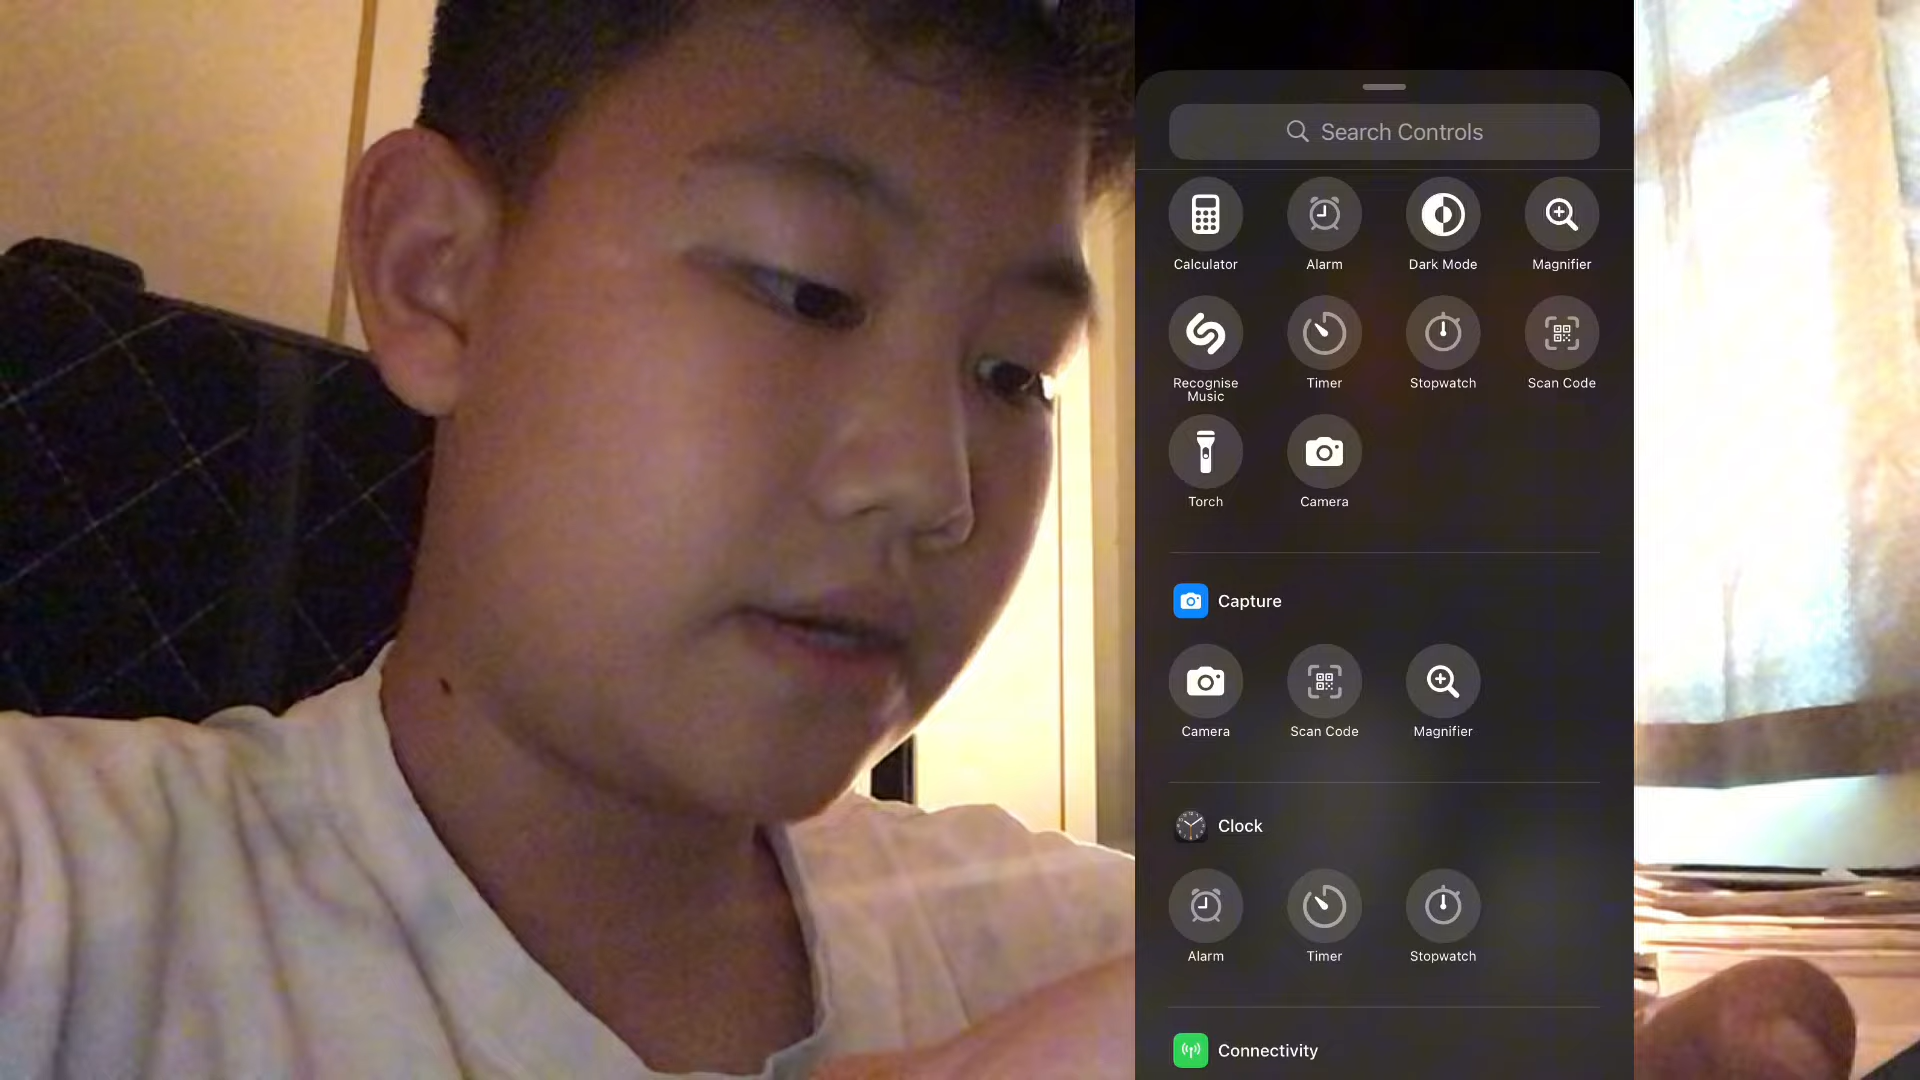 Search Controls
Calculator
Alarm
Dark Mode
Magnifier
Recognise
Music
Timer
Stopwatch
Scan Code
Torch
Camera
Capture
Camera
Scan Code
Magnifier
Clock
Alarm
Timer
Stopwatch
Connectivity